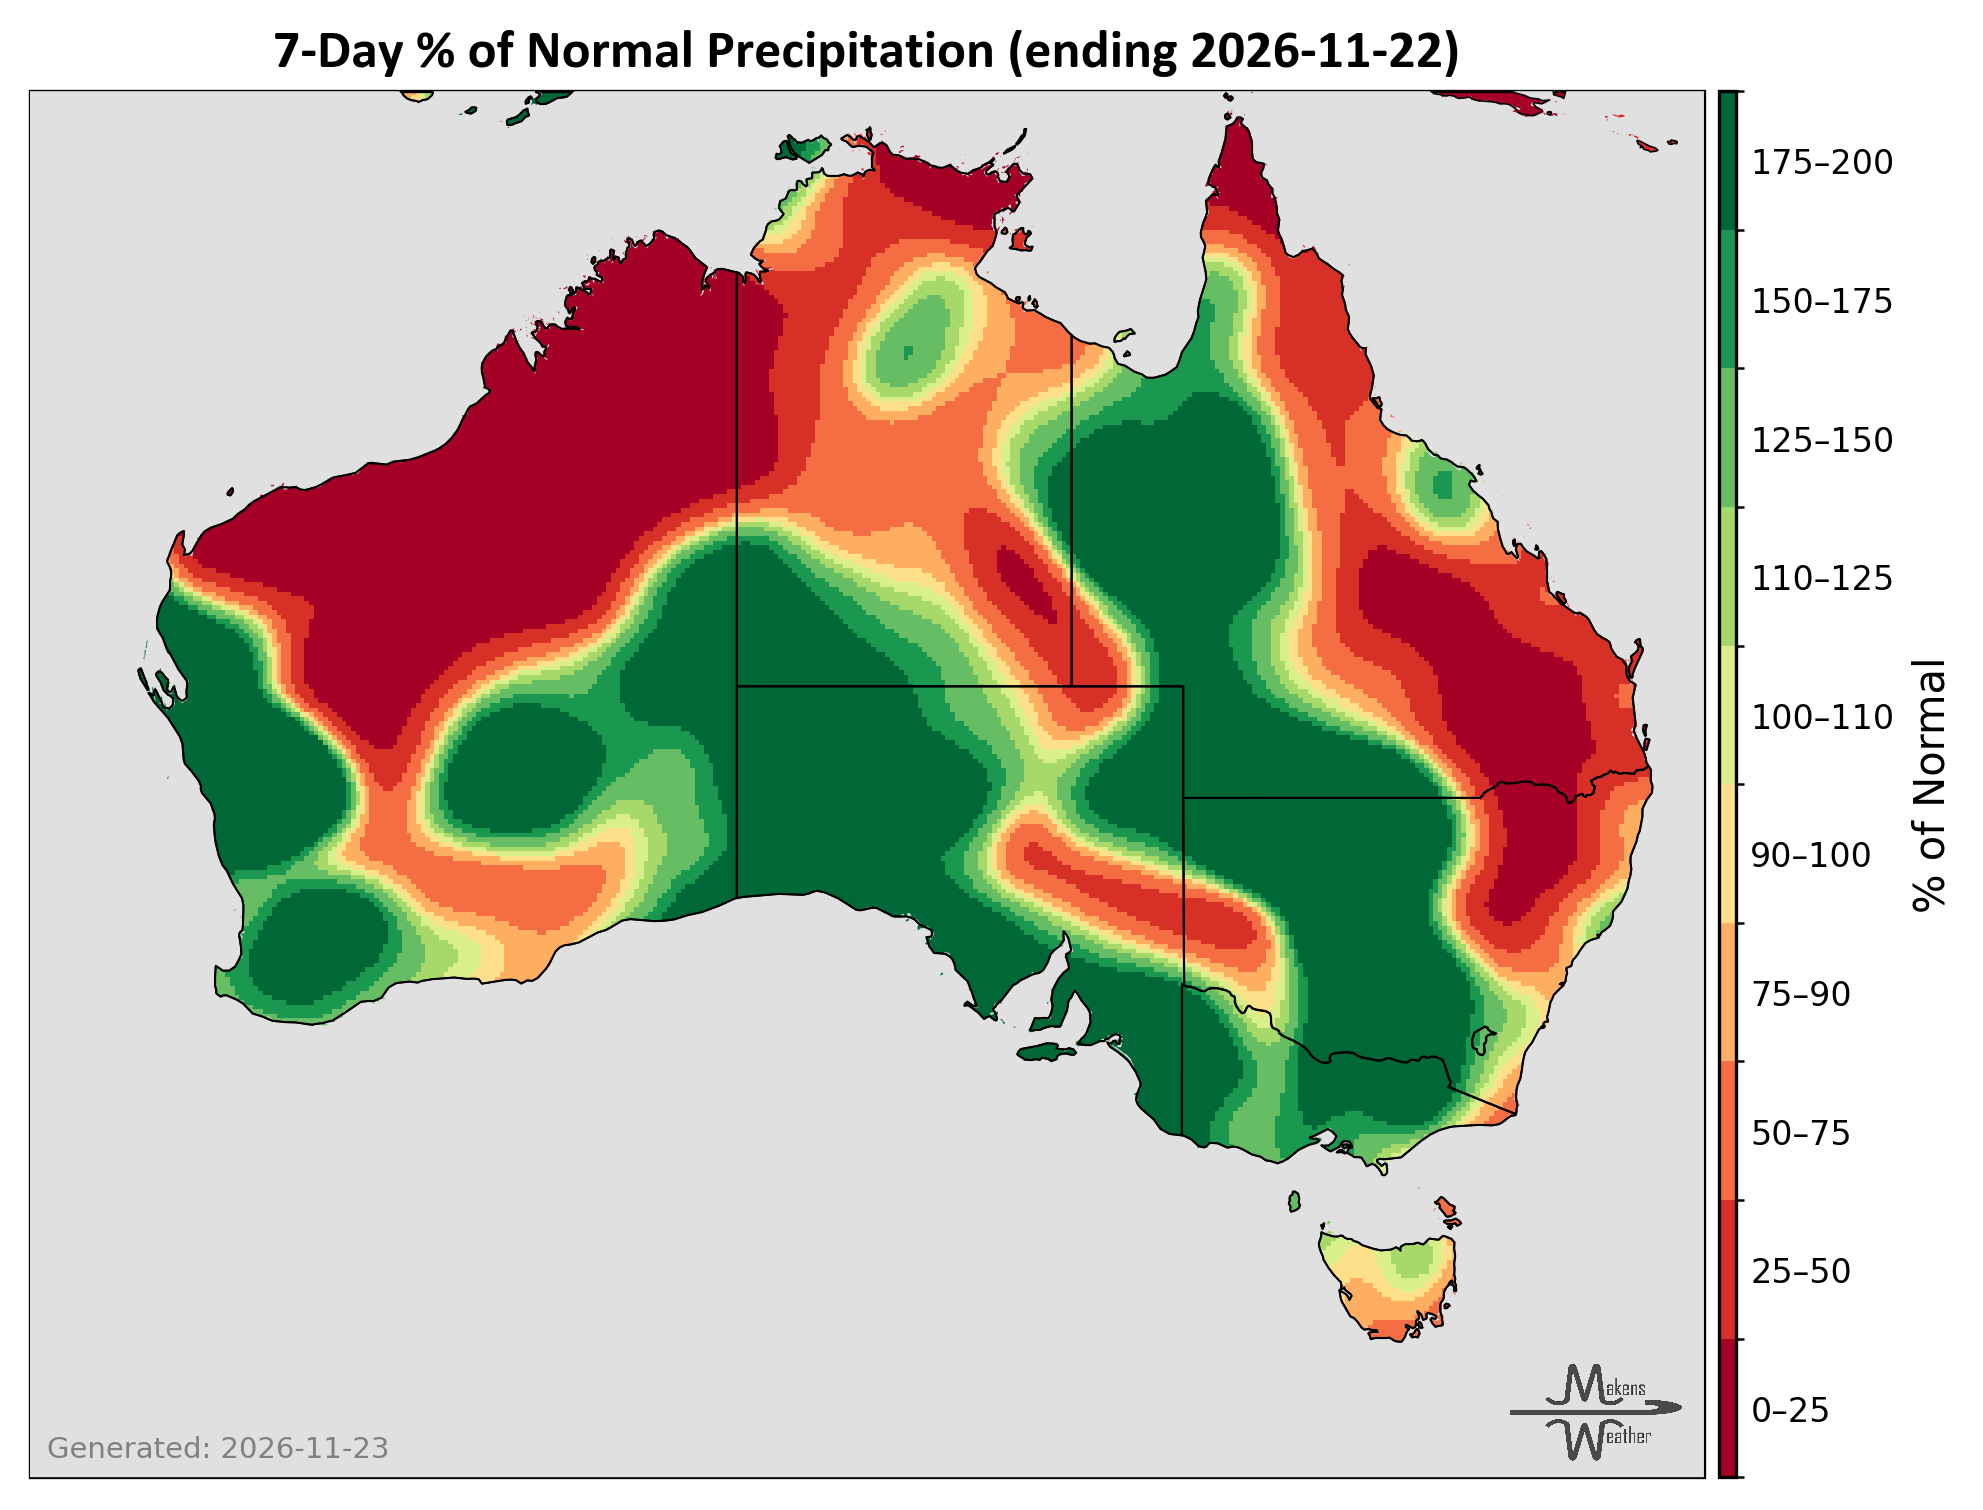 7-Day % of Normal Precipitation (ending 2026-11-22)
175–200
150–175
125–150
110–125
100–110
90–100
75–90
50–75
25–50
0–25
% of Normal
Makens
Weather
Generated: 2026-11-23